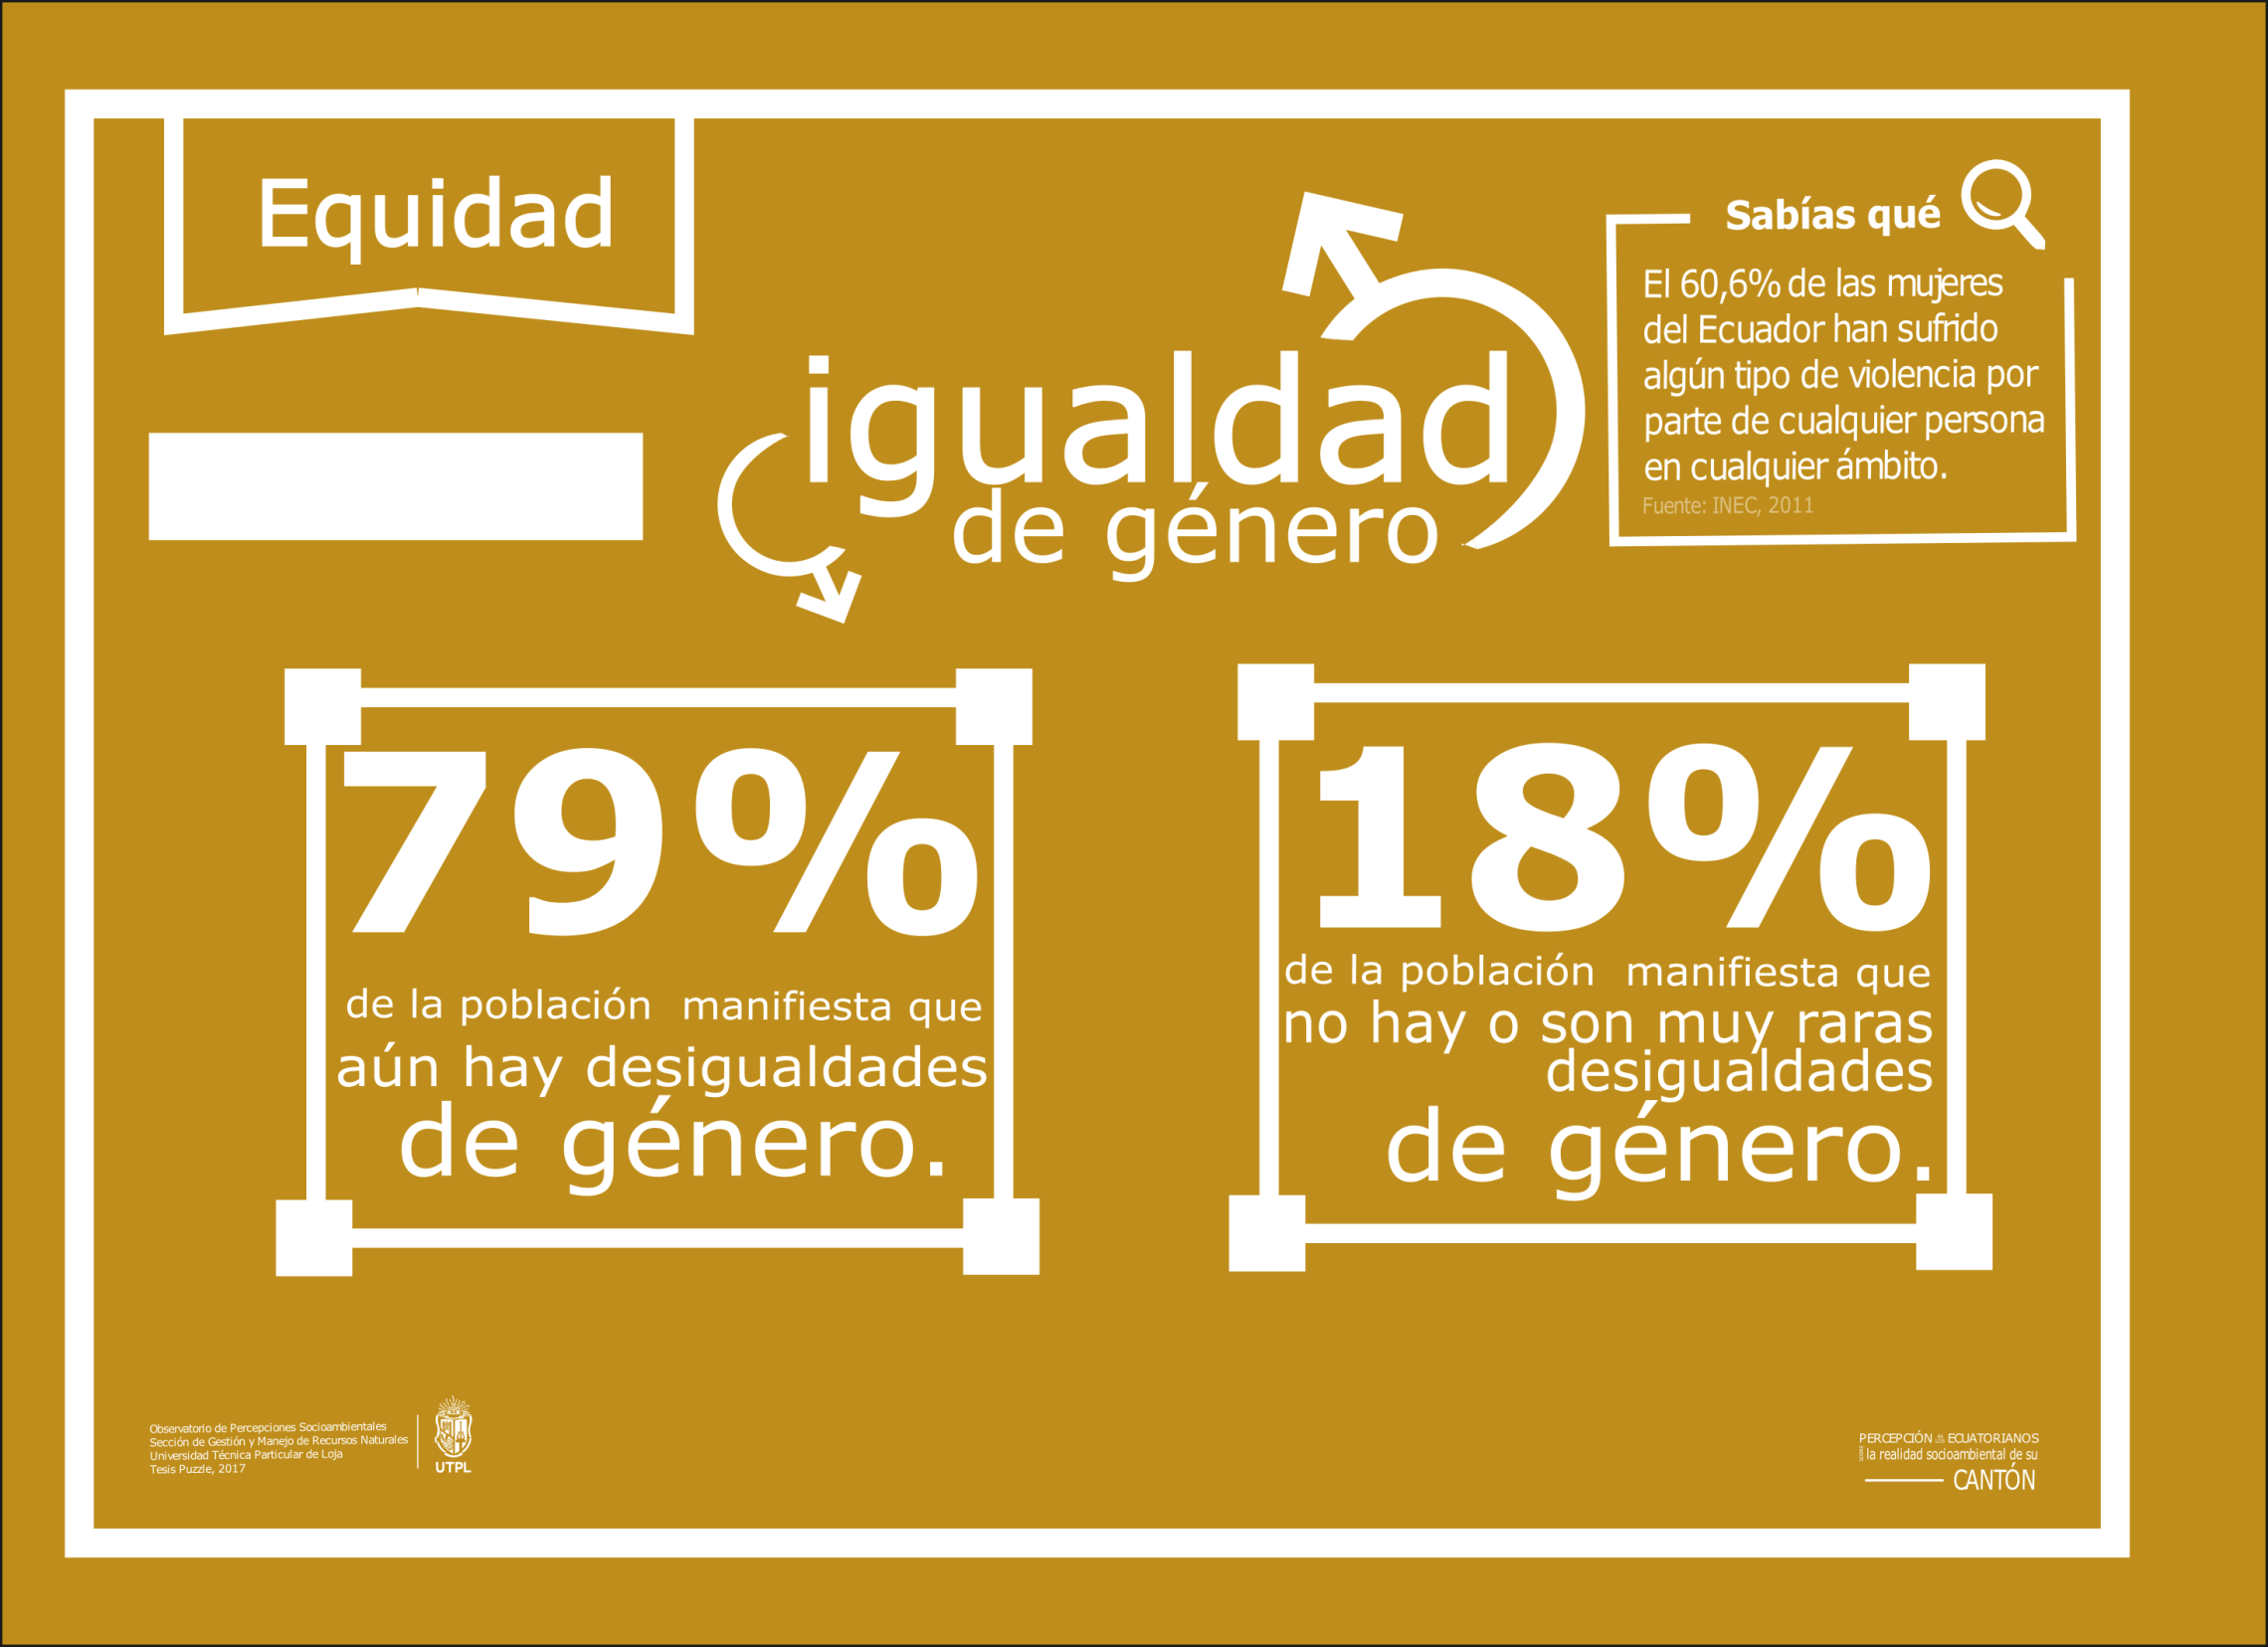 Equidad
igualdad
de género
Sabías qué
El 60,6% de las mujeres
del Ecuador han sufrido
algún tipo de violencia por
parte de cualquier persona
en cualquier ámbito.
Fuente: INEC, 2011
79%
de la población manifiesta que
aún hay desigualdades
de género.
18%
de la población manifiesta que
no hay o son muy raras
desigualdades
de género.
Observatorio de Percepciones Socioambientales
Sección de Gestión y Manejo de Recursos Naturales
Universidad Técnica Particular de Loja
Tesis Puzzle, 2017
UTPL
PERCEPCIÓN ECUATORIANOS
la realidad socioambiental de su
CANTÓN